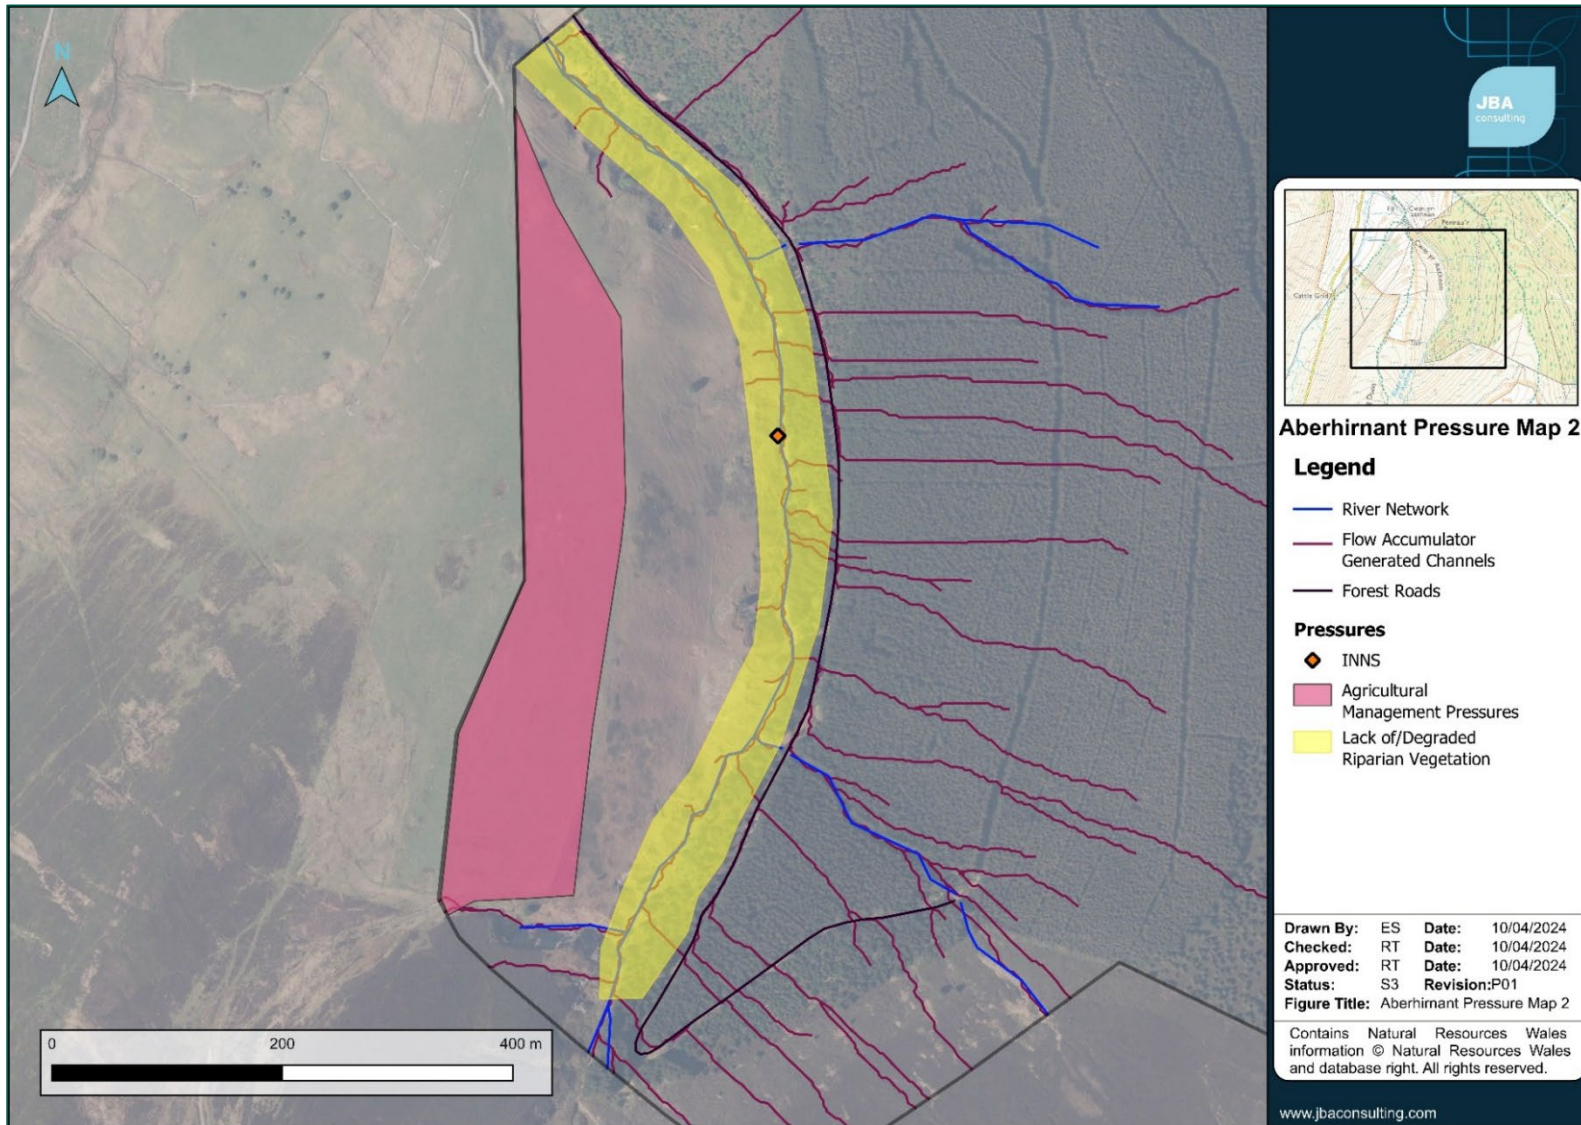 N
JBA
consulting
Cattle Grid
Aberhirnant Pressure Map 2
Legend
River Network
Flow Accumulator
Generated Channels
Forest Roads
Pressures
INNS
Agricultural
Management Pressures
Lack of/Degraded
Riparian Vegetation
Drawn By: ES Date: 10/04/2024
Checked: RT Date: 10/04/2024
Approved: RT Date: 10/04/2024
Status: S3 Revision:P01
Figure Title: Aberhirnant Pressure Map 2
Contains Natural Resources Wales
information © Natural Resources Wales
and database right. All rights reserved.
www.jbaconsulting.com
0 200 400 m